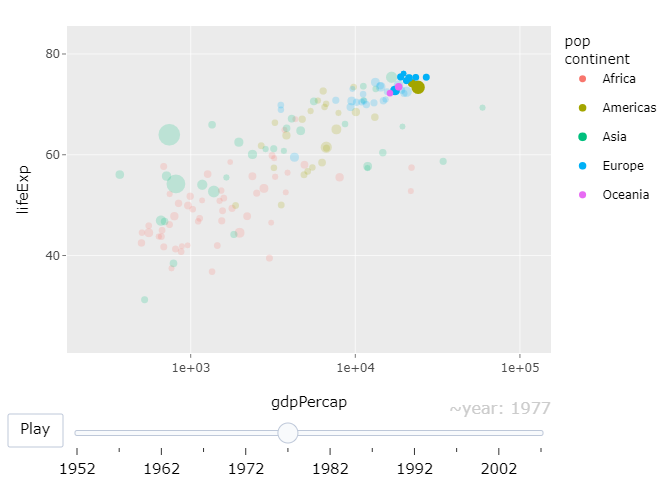 80
60
40
lifeExp
1e+03
1e+04
1e+05
gdpPercap
pop
continent
Africa
Americas
Asia
Europe
Oceania
~year: 1977
Play
1952
1962
1972
1982
1992
2002